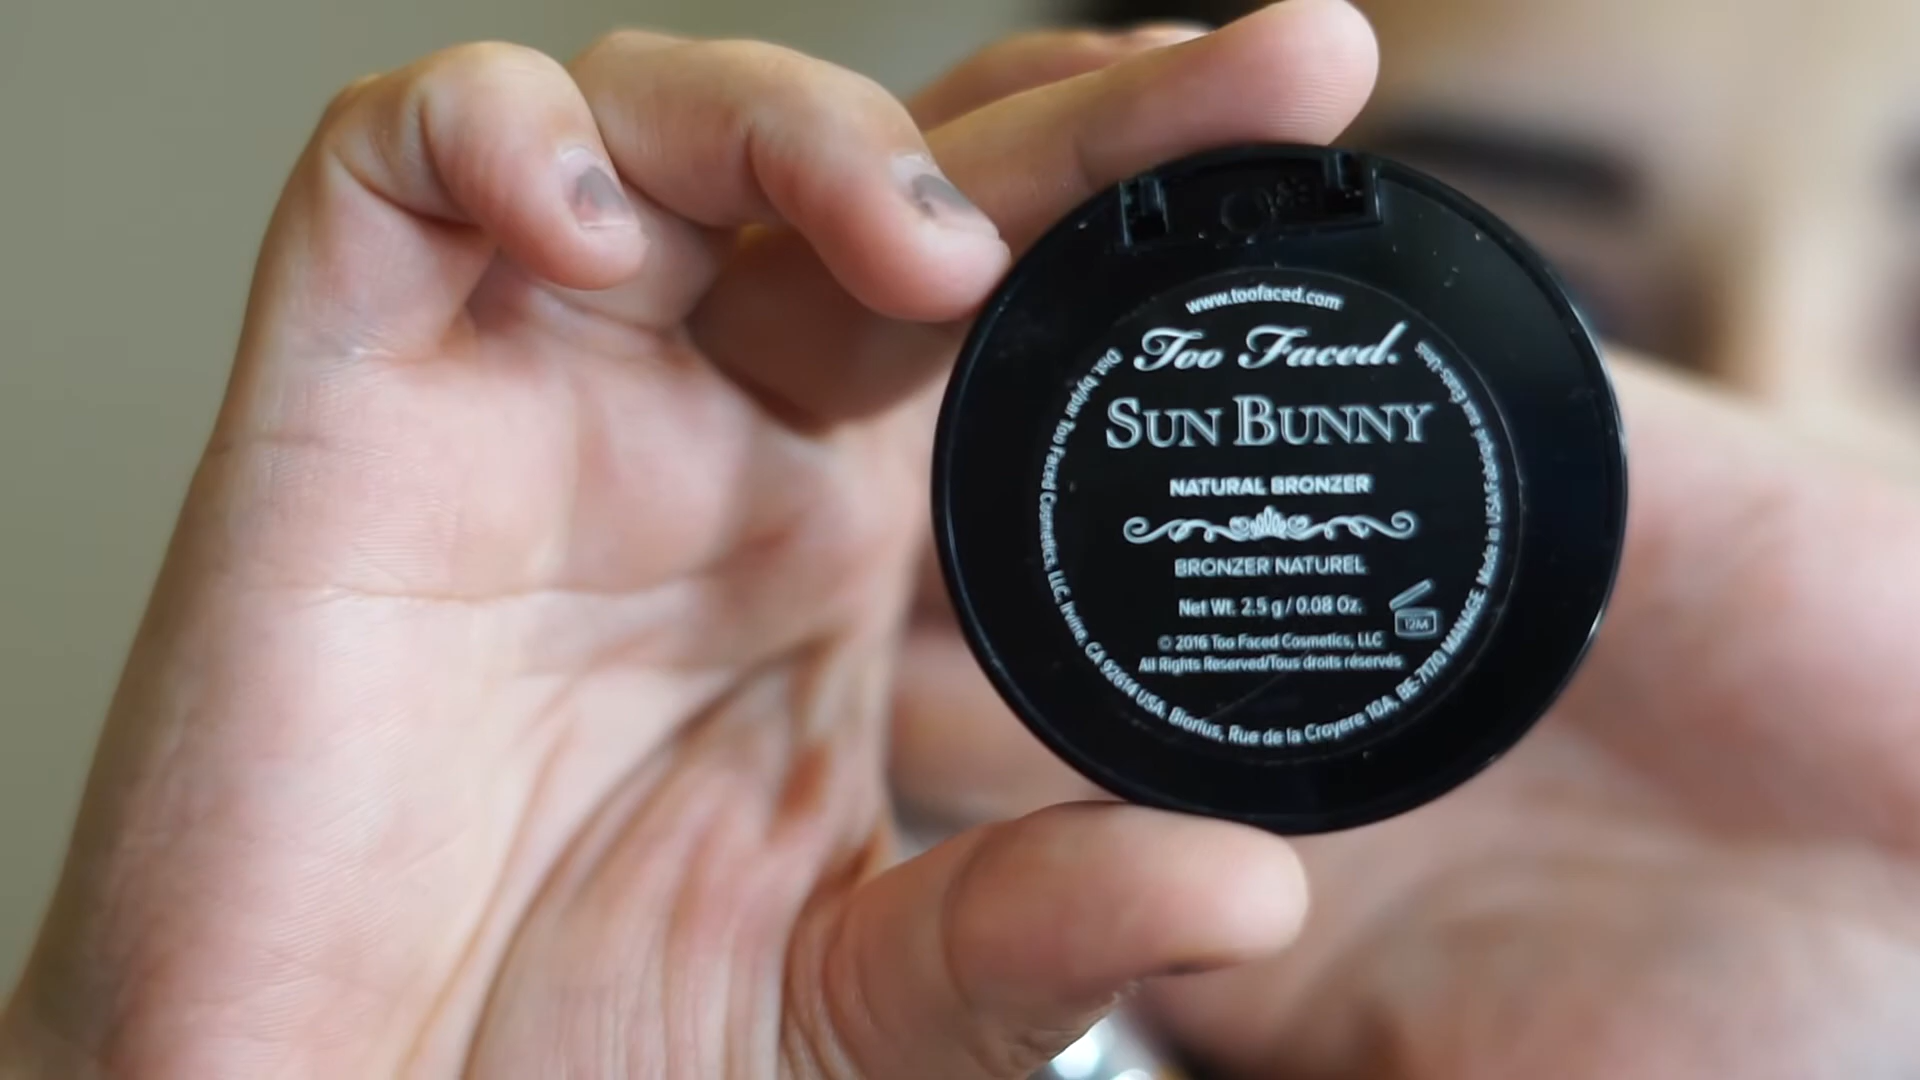 www.toofaced.com
Too Faced.
SUN BUNNY
NATURAL BRONZER
BRONZER NATUREL
Net Wt. 2.5 g / 0.08 Oz.
12M
© 2016 Too Faced Cosmetics, LLC
All Rights Reserved/Tous droits réservés
Dist. by/par Too Faced Cosmetics, LLC, Irvine, CA 92614 USA. Biorius, Rue de la Croyere 10A, BE-7170 MANAGE. Made in USA/Fabriqué aux États-Unis